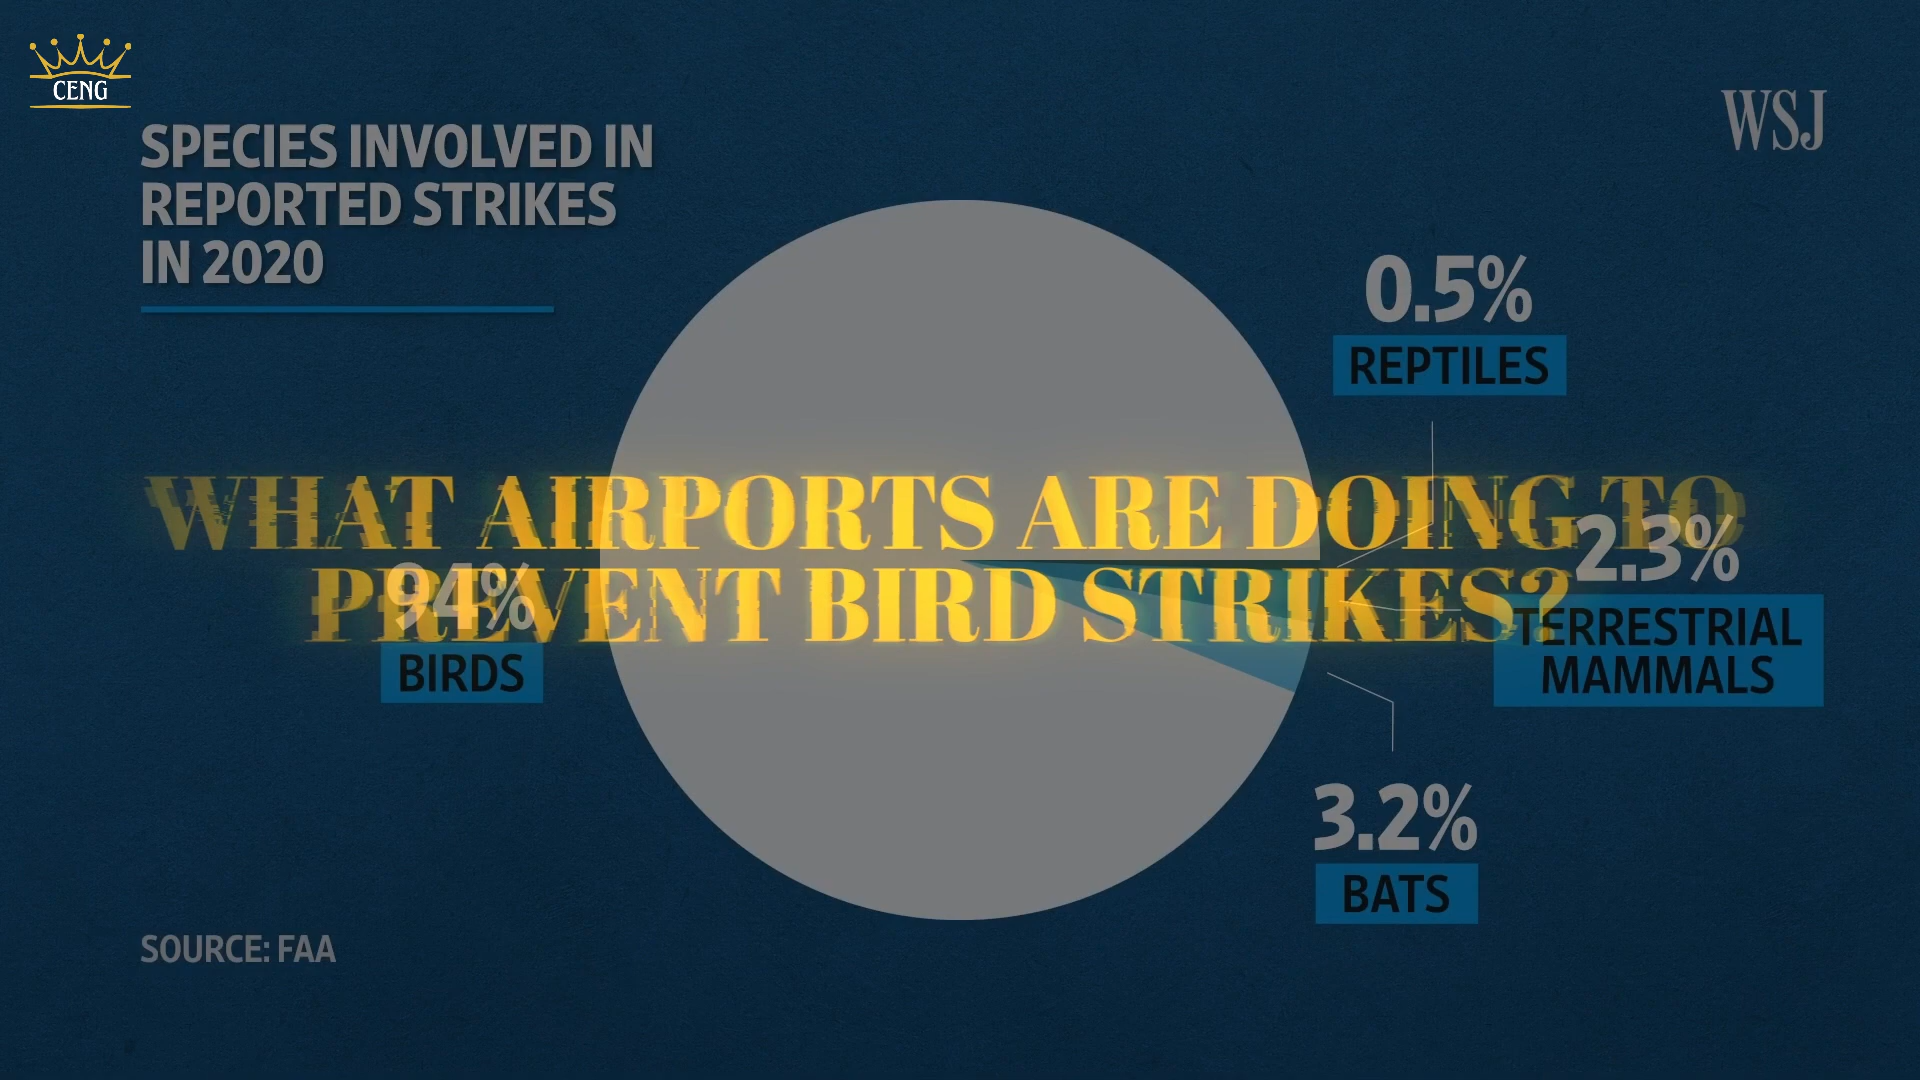 CENG
WSJ
SPECIES INVOLVED IN
REPORTED STRIKES
IN 2020
0.5%
REPTILES
WHAT AIRPORTS ARE DOING TO
PREVENT BIRD STRIKES?
94%
BIRDS
2.3%
TERRESTRIAL
MAMMALS
3.2%
BATS
SOURCE: FAA